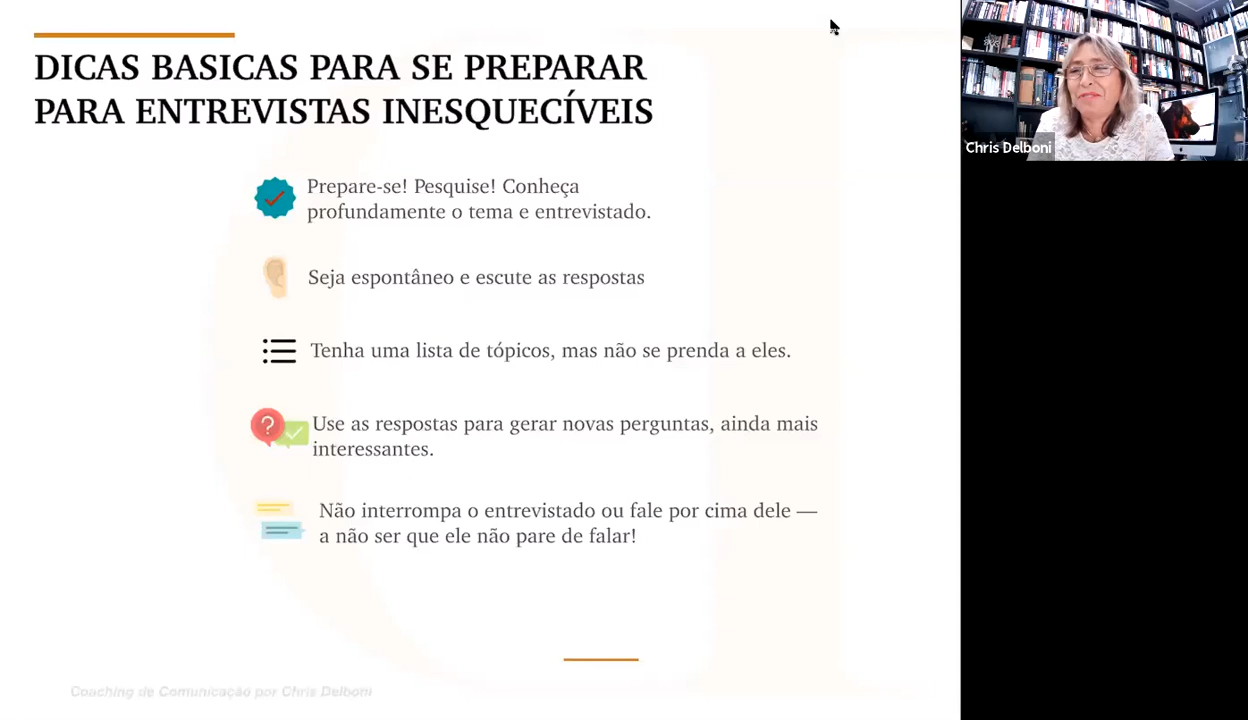 DICAS BASICAS PARA SE PREPARAR
PARA ENTREVISTAS INESQUECÍVEIS
Chris Delboni
Prepare-se! Pesquise! Conheça
profundamente o tema e entrevistado.
Seja espontâneo e escute as respostas
Tenha uma lista de tópicos, mas não se prenda a eles.
?
Use as respostas para gerar novas perguntas, ainda mais
interessantes.
Não interrompa o entrevistado ou fale por cima dele —
a não ser que ele não pare de falar!
Coaching de Comunicação por Chris Delboni